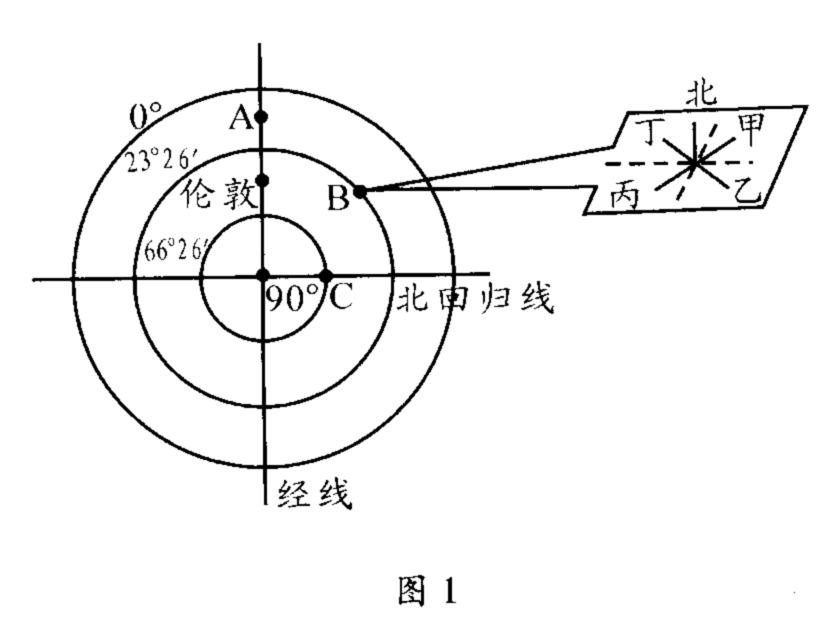 北
丁 甲
丙 乙
0°
A
23°26′
伦敦
B
66°26′
90°
C
北回归线
经线
图 1